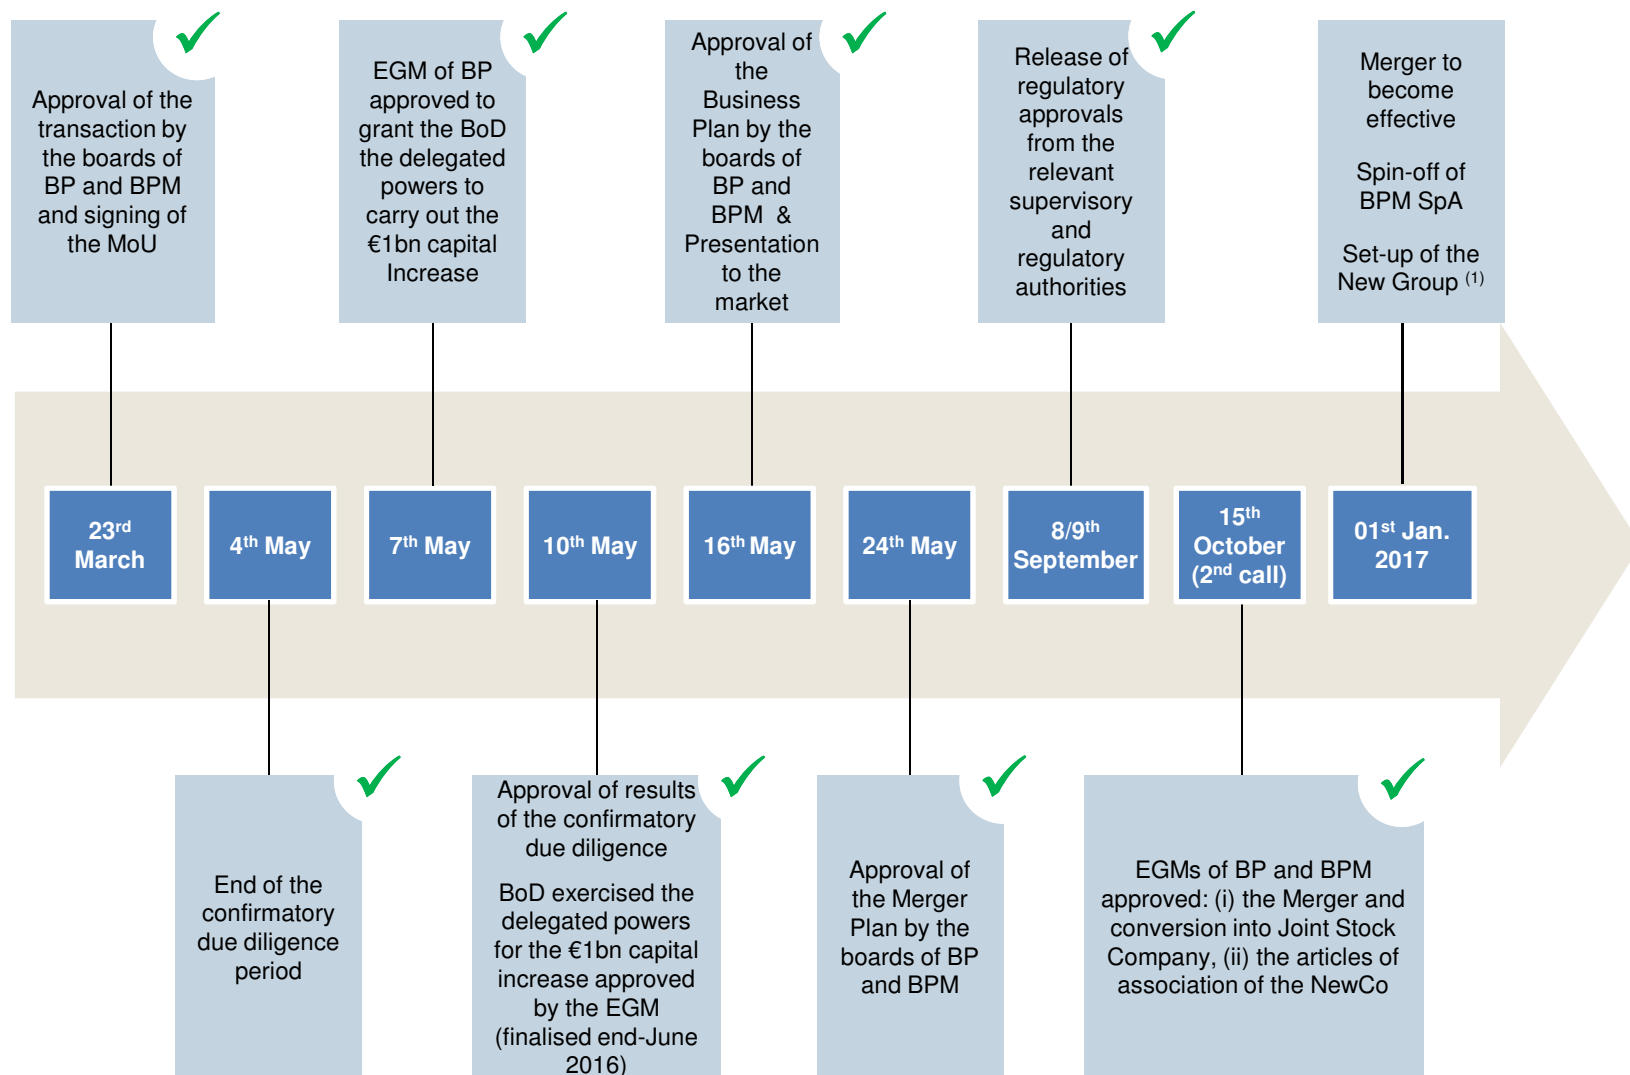 Approval of the
transaction by
the boards of
BP and BPM
and signing of
the MoU
EGM of BP
approved to
grant the BoD
the delegated
powers to
carry out the
€1bn capital
Increase
Approval of
the
Business
Plan by the
boards of
BP and
BPM &
Presentation
to the
market
Release of
regulatory
approvals
from the
relevant
supervisory
and
regulatory
authorities
Merger to
become
effective
Spin-off of
BPM SpA
Set-up of the
New Group (1)
23rd
March
4th May
7th May
10th May
16th May
24th May
8/9th
September
15th
October
(2nd call)
01st Jan.
2017
End of the
confirmatory
due diligence
period
Approval of results
of the confirmatory
due diligence
BoD exercised the
delegated powers
for the €1bn capital
increase approved
by the EGM
(finalised end-June
2016)
Approval of
the Merger
Plan by the
boards of BP
and BPM
EGMs of BP and BPM
approved: (i) the Merger and
conversion into Joint Stock
Company, (ii) the articles of
association of the NewCo